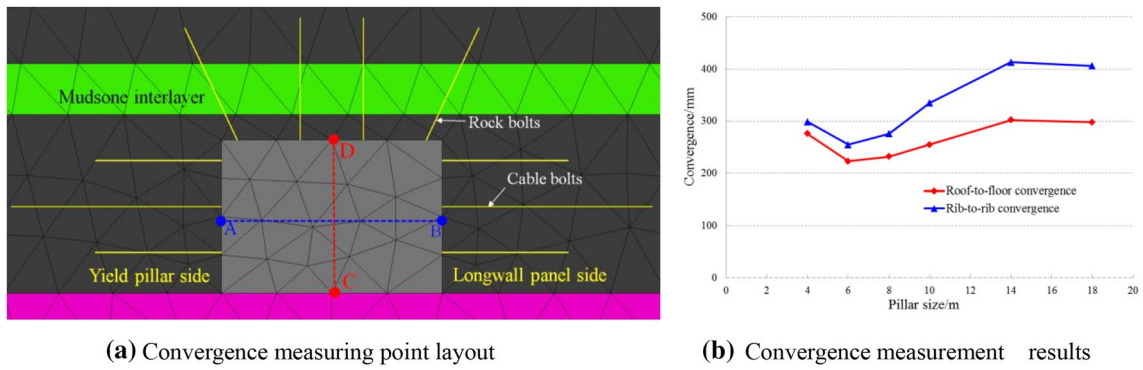 Mudsone interlayer
Rock bolts
D
Cable bolts
A
B
Yield pillar side
C
Longwall panel side
(a) Convergence measuring point layout
500
400
300
200
100
0
Convergence/mm
Roof-to-floor convergence
Rib-to-rib convergence
0 2 4 6 8 10 12 14 16 18 20
Pillar size/m
(b) Convergence measurement results